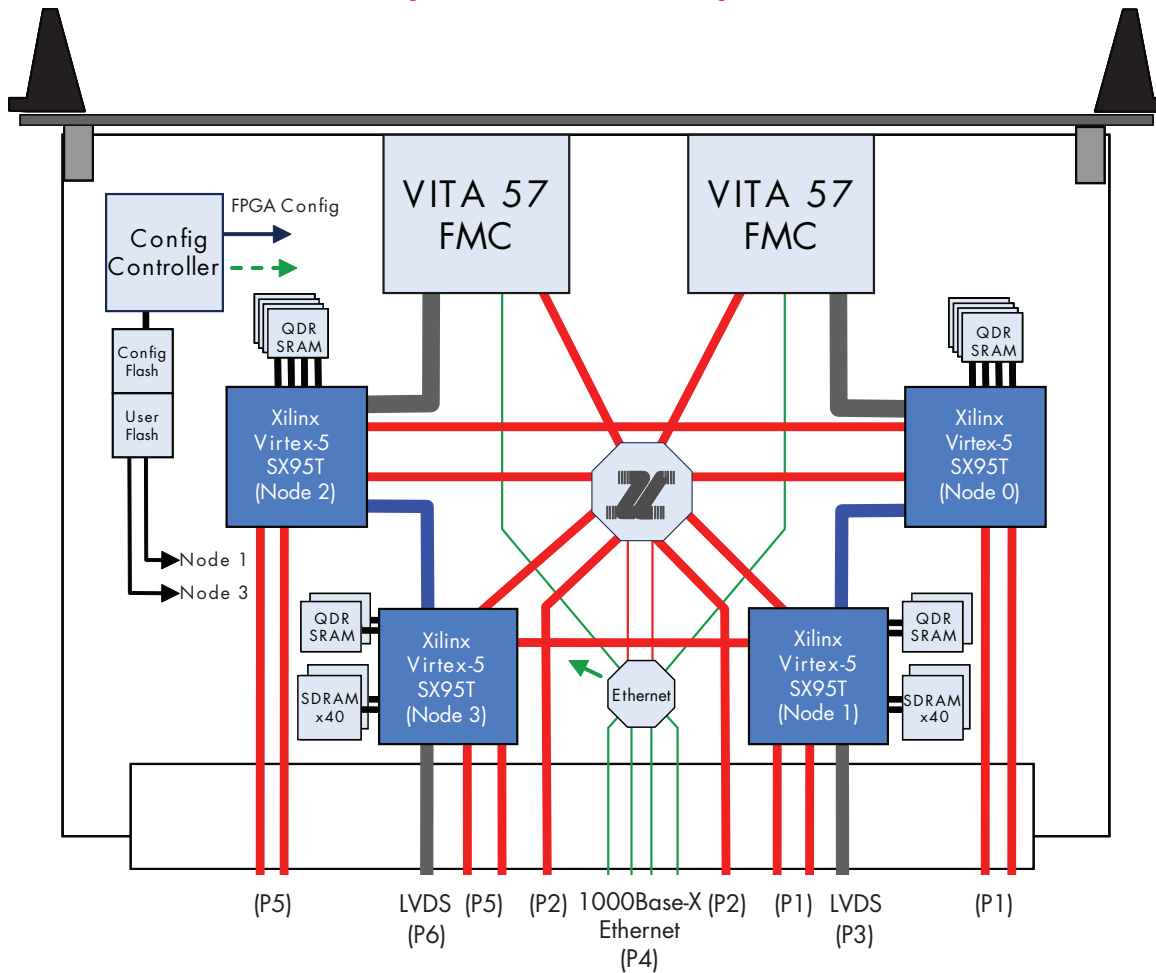 VITA 57
FMC
VITA 57
FMC
FPGA Config
Config
Controller
Config
Flash
User
Flash
QDR
SRAM
QDR
SRAM
Xilinx
Virtex-5
SX95T
(Node 2)
Xilinx
Virtex-5
SX95T
(Node 0)
Node 1
Node 3
QDR
SRAM
SDRAM
x40
Xilinx
Virtex-5
SX95T
(Node 3)
Ethernet
Xilinx
Virtex-5
SX95T
(Node 1)
QDR
SRAM
SDRAM
x40
(P5)
LVDS
(P6)
(P5)
(P2)
1000Base-X
Ethernet
(P4)
(P2)
(P1)
LVDS
(P3)
(P1)